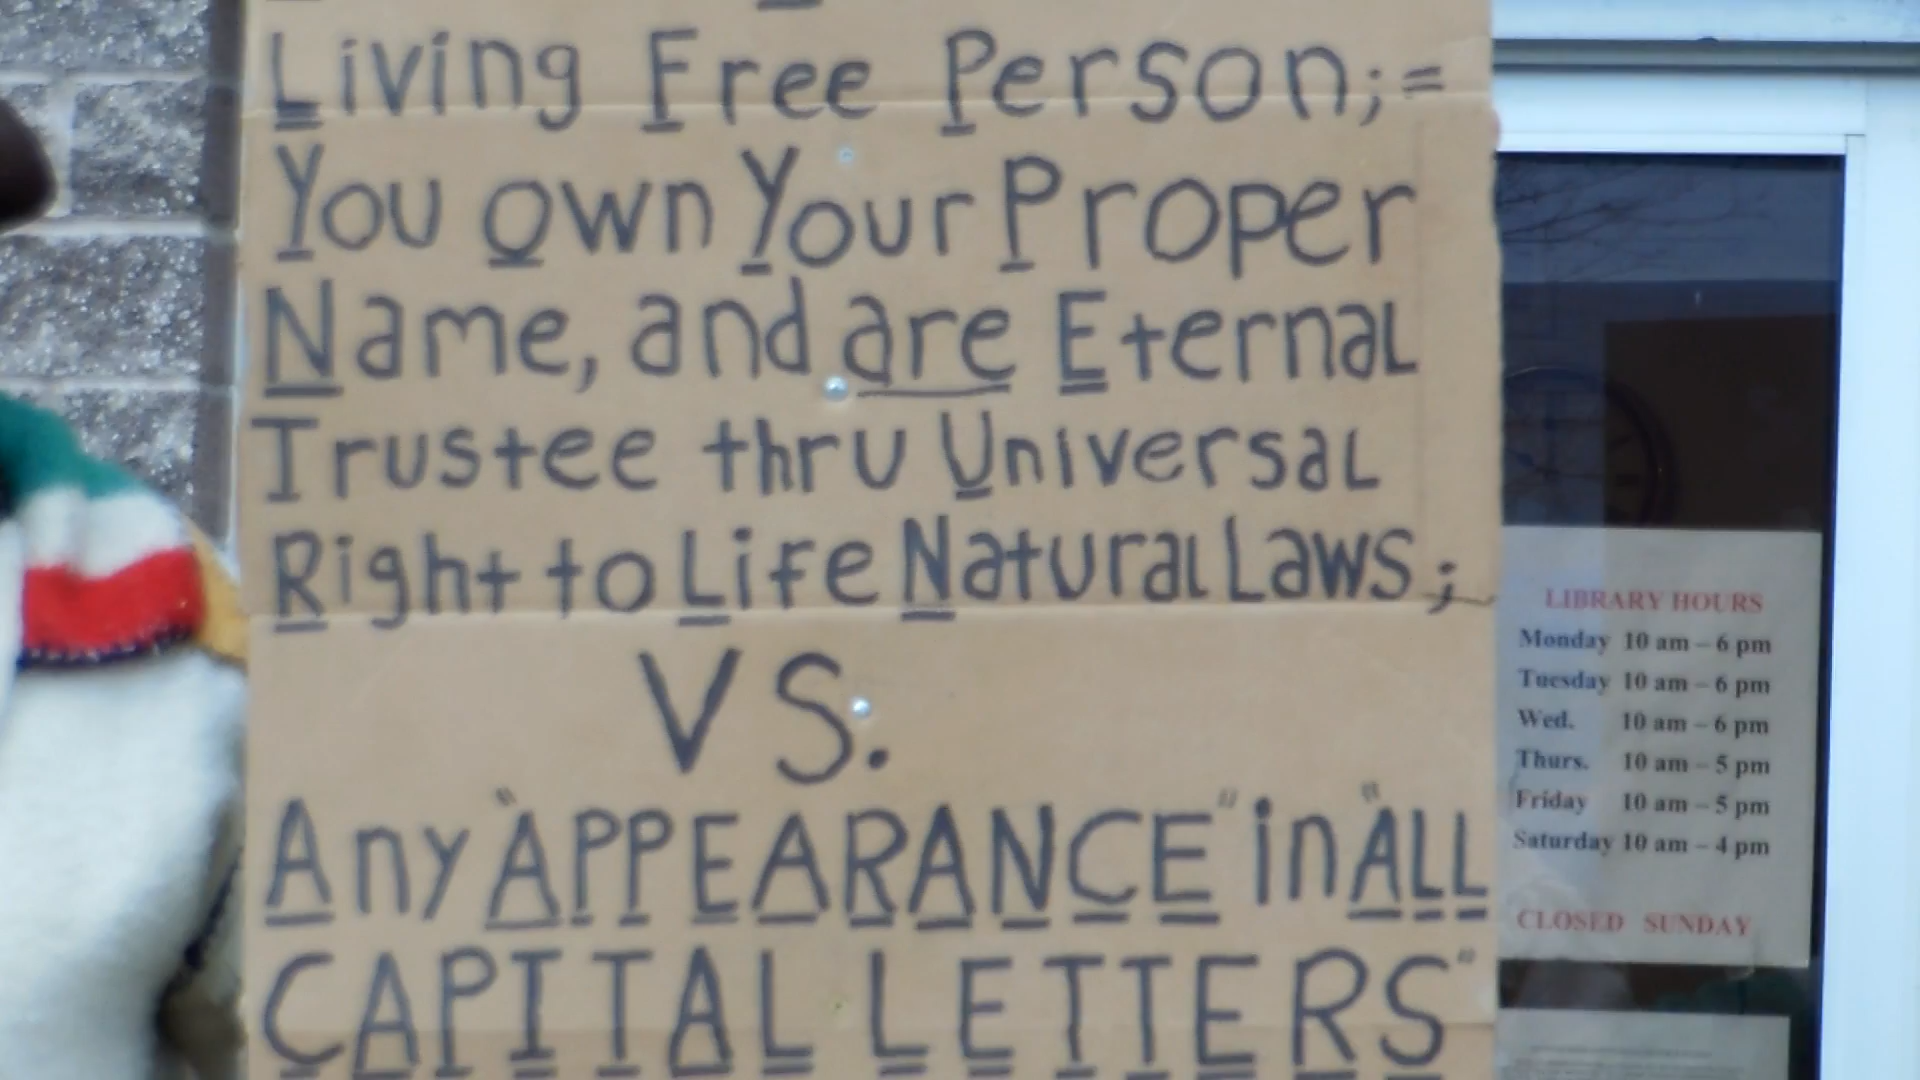 Living Free Person;=
You own Your Proper
Name, and are Eternal
Trustee thru Universal
Right to Life Natural Laws;
VS.
Any "APPEARANCE" in "ALL
CAPITAL LETTERS"
LIBRARY HOURS
Monday 10 am – 6 pm
Tuesday 10 am – 6 pm
Wed. 10 am – 6 pm
Thurs. 10 am – 5 pm
Friday 10 am – 5 pm
Saturday 10 am – 4 pm
CLOSED SUNDAY